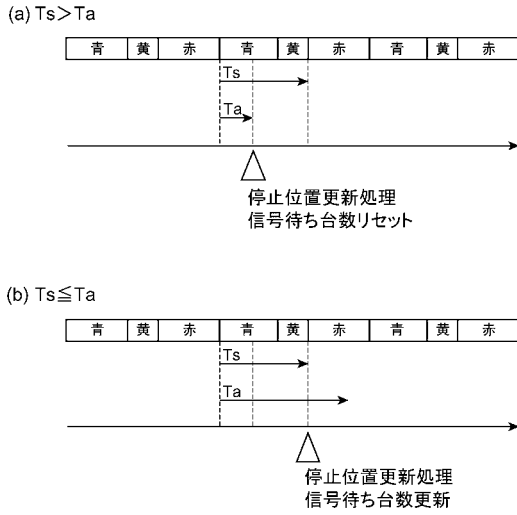 (a) Ts>Ta
青 黄 赤 青 黄 赤 青 黄 赤
Ts
Ta
停止位置更新処理
信号待ち台数リセット
(b) Ts≦Ta
青 黄 赤 青 黄 赤 青 黄 赤
Ts
Ta
停止位置更新処理
信号待ち台数更新